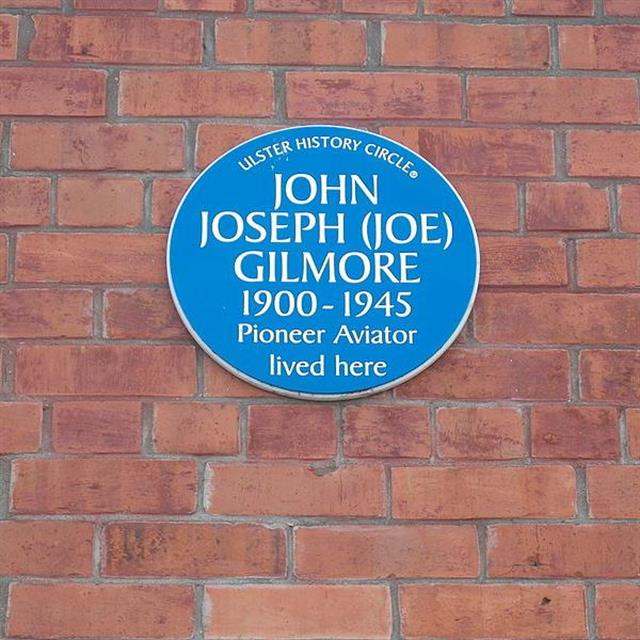 ULSTER HISTORY CIRCLE®
JOHN
JOSEPH (JOE)
GILMORE
1900 - 1945
Pioneer Aviator
lived here